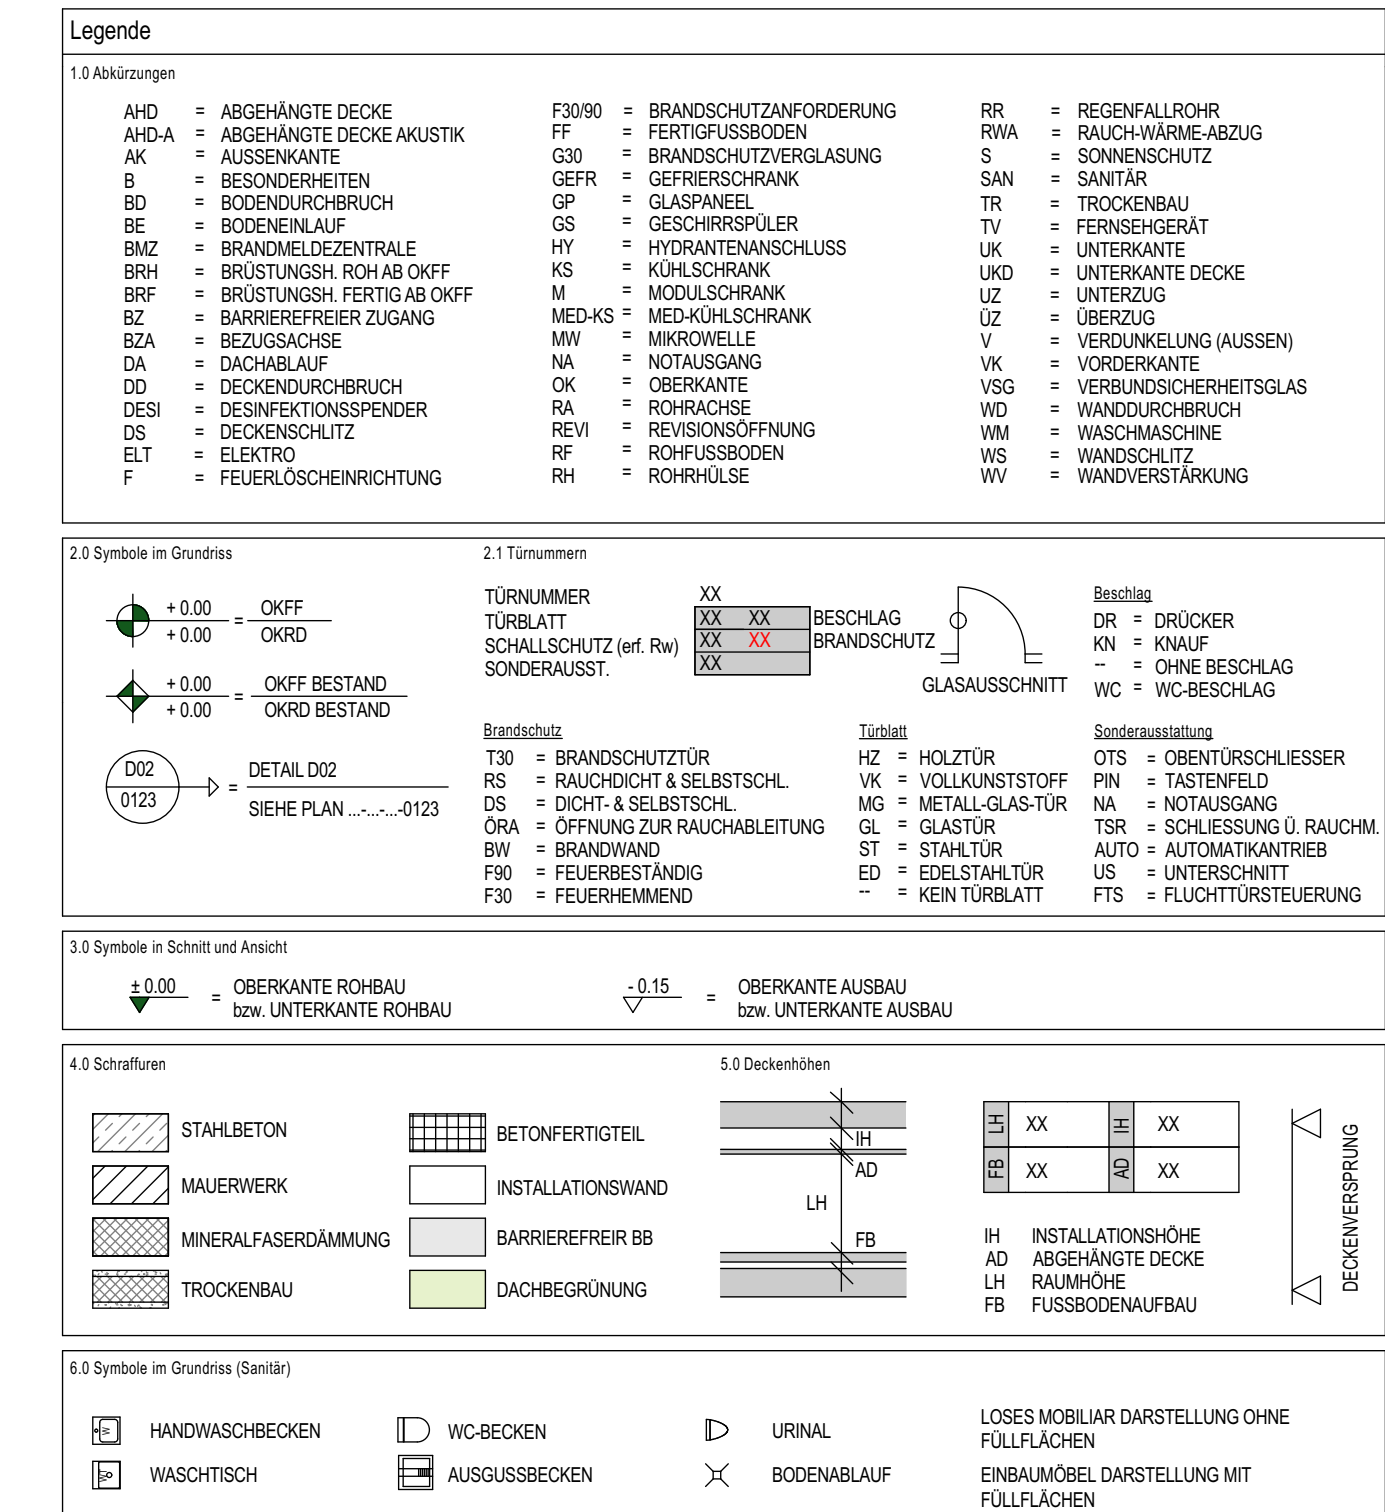 Legende
1.0 Abkürzungen
AHD = ABGEHÄNGTE DECKE
AHD-A = ABGEHÄNGTE DECKE AKUSTIK
AK = AUSSENKANTE
B = BESONDERHEITEN
BD = BODENDURCHBRUCH
BE = BODENEINLAUF
BMZ = BRANDMELDEZENTRALE
BRH = BRÜSTUNGSH. ROH AB OKFF
BRF = BRÜSTUNGSH. FERTIG AB OKFF
BZ = BARRIEREFREIER ZUGANG
BZA = BEZUGSACHSE
DA = DACHABLAUF
DD = DECKENDURCHBRUCH
DESI = DESINFEKTIONSSPENDER
DS = DECKENSCHLITZ
ELT = ELEKTRO
F = FEUERLÖSCHEINRICHTUNG
F30/90 = BRANDSCHUTZANFORDERUNG
FF = FERTIGFUSSBODEN
G30 = BRANDSCHUTZVERGLASUNG
GEFR = GEFRIERSCHRANK
GP = GLASPANEEL
GS = GESCHIRRSPÜLER
HY = HYDRANTENANSCHLUSS
KS = KÜHLSCHRANK
M = MODULSCHRANK
MED-KS = MED-KÜHLSCHRANK
MW = MIKROWELLE
NA = NOTAUSGANG
OK = OBERKANTE
RA = ROHRACHSE
REVI = REVISIONSÖFFNUNG
RF = ROHFUSSBODEN
RH = ROHRHÜLSE
RR = REGENFALLROHR
RWA = RAUCH-WÄRME-ABZUG
S = SONNENSCHUTZ
SAN = SANITÄR
TR = TROCKENBAU
TV = FERNSEHGERÄT
UK = UNTERKANTE
UKD = UNTERKANTE DECKE
UZ = UNTERZUG
ÜZ = ÜBERZUG
V = VERDUNKELUNG (AUSSEN)
VK = VORDERKANTE
VSG = VERBUNDSICHERHEITSGLAS
WD = WANDDURCHBRUCH
WM = WASCHMASCHINE
WS = WANDSCHLITZ
WV = WANDVERSTÄRKUNG
2.0 Symbole im Grundriss
+ 0.00 = OKFF
+ 0.00 OKRD
+ 0.00 = OKFF BESTAND
+ 0.00 OKRD BESTAND
D02 = DETAIL D02
0123 SIEHE PLAN ...-...-...-0123
2.1 Türnummern
TÜRNUMMER XX
TÜRBLATT XX XX BESCHLAG
SCHALLSCHUTZ (erf. Rw) XX XX BRANDSCHUTZ
SONDERAUSST. XX
GLASAUSSCHNITT
Beschlag
DR = DRÜCKER
KN = KNAUF
-- = OHNE BESCHLAG
WC = WC-BESCHLAG
Brandschutz
T30 = BRANDSCHUTZTÜR
RS = RAUCHDICHT & SELBSTSCHL.
DS = DICHT- & SELBSTSCHL.
ÖRA = ÖFFNUNG ZUR RAUCHABLEITUNG
BW = BRANDWAND
F90 = FEUERBESTÄNDIG
F30 = FEUERHEMMEND
Türblatt
HZ = HOLZTÜR
VK = VOLLKUNSTSTOFF
MG = METALL-GLAS-TÜR
GL = GLASTÜR
ST = STAHLTÜR
ED = EDELSTAHLTÜR
-- = KEIN TÜRBLATT
Sonderausstattung
OTS = OBENTÜRSCHLIESSER
PIN = TASTENFELD
NA = NOTAUSGANG
TSR = SCHLIESSUNG Ü. RAUCHM.
AUTO = AUTOMATIKANTRIEB
US = UNTERSCHNITT
FTS = FLUCHTTÜRSTEUERUNG
3.0 Symbole in Schnitt und Ansicht
± 0.00 = OBERKANTE ROHBAU
bzw. UNTERKANTE ROHBAU
- 0.15 = OBERKANTE AUSBAU
bzw. UNTERKANTE AUSBAU
4.0 Schraffuren
STAHLBETON
MAUERWERK
MINERALFASERDÄMMUNG
TROCKENBAU
BETONFERTIGTEIL
INSTALLATIONSWAND
BARRIEREFREIR BB
DACHBEGRÜNUNG
5.0 Deckenhöhen
IH
AD
LH
FB
LH XX IH XX
FB XX AD XX
IH INSTALLATIONSHÖHE
AD ABGEHÄNGTE DECKE
LH RAUMHÖHE
FB FUSSBODENAUFBAU
DECKENVERSPRUNG
6.0 Symbole im Grundriss (Sanitär)
W HANDWASCHBECKEN
W WASCHTISCH
WC-BECKEN
AUSGUSSBECKEN
URINAL
BODENABLAUF
LOSES MOBILIAR DARSTELLUNG OHNE
FÜLLFLÄCHEN
EINBAUMÖBEL DARSTELLUNG MIT
FÜLLFLÄCHEN